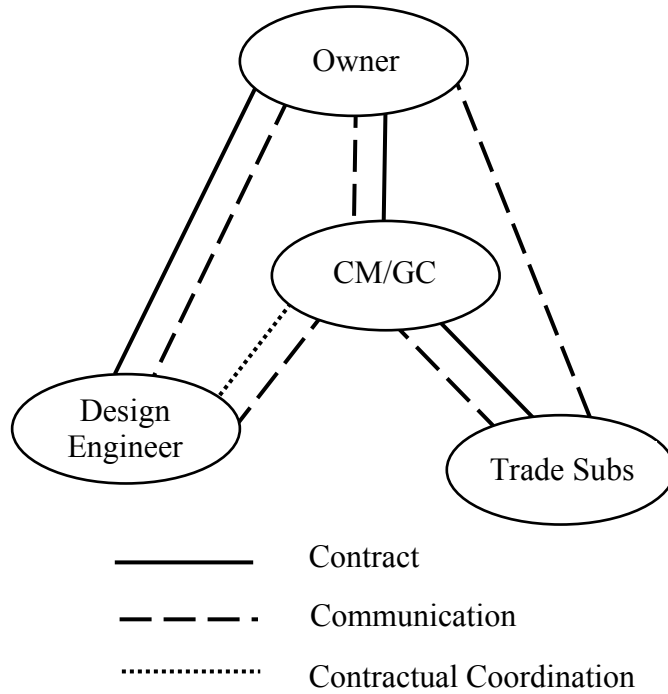 Owner
CM/GC
Design
Engineer
Trade Subs
Contract
Communication
Contractual Coordination